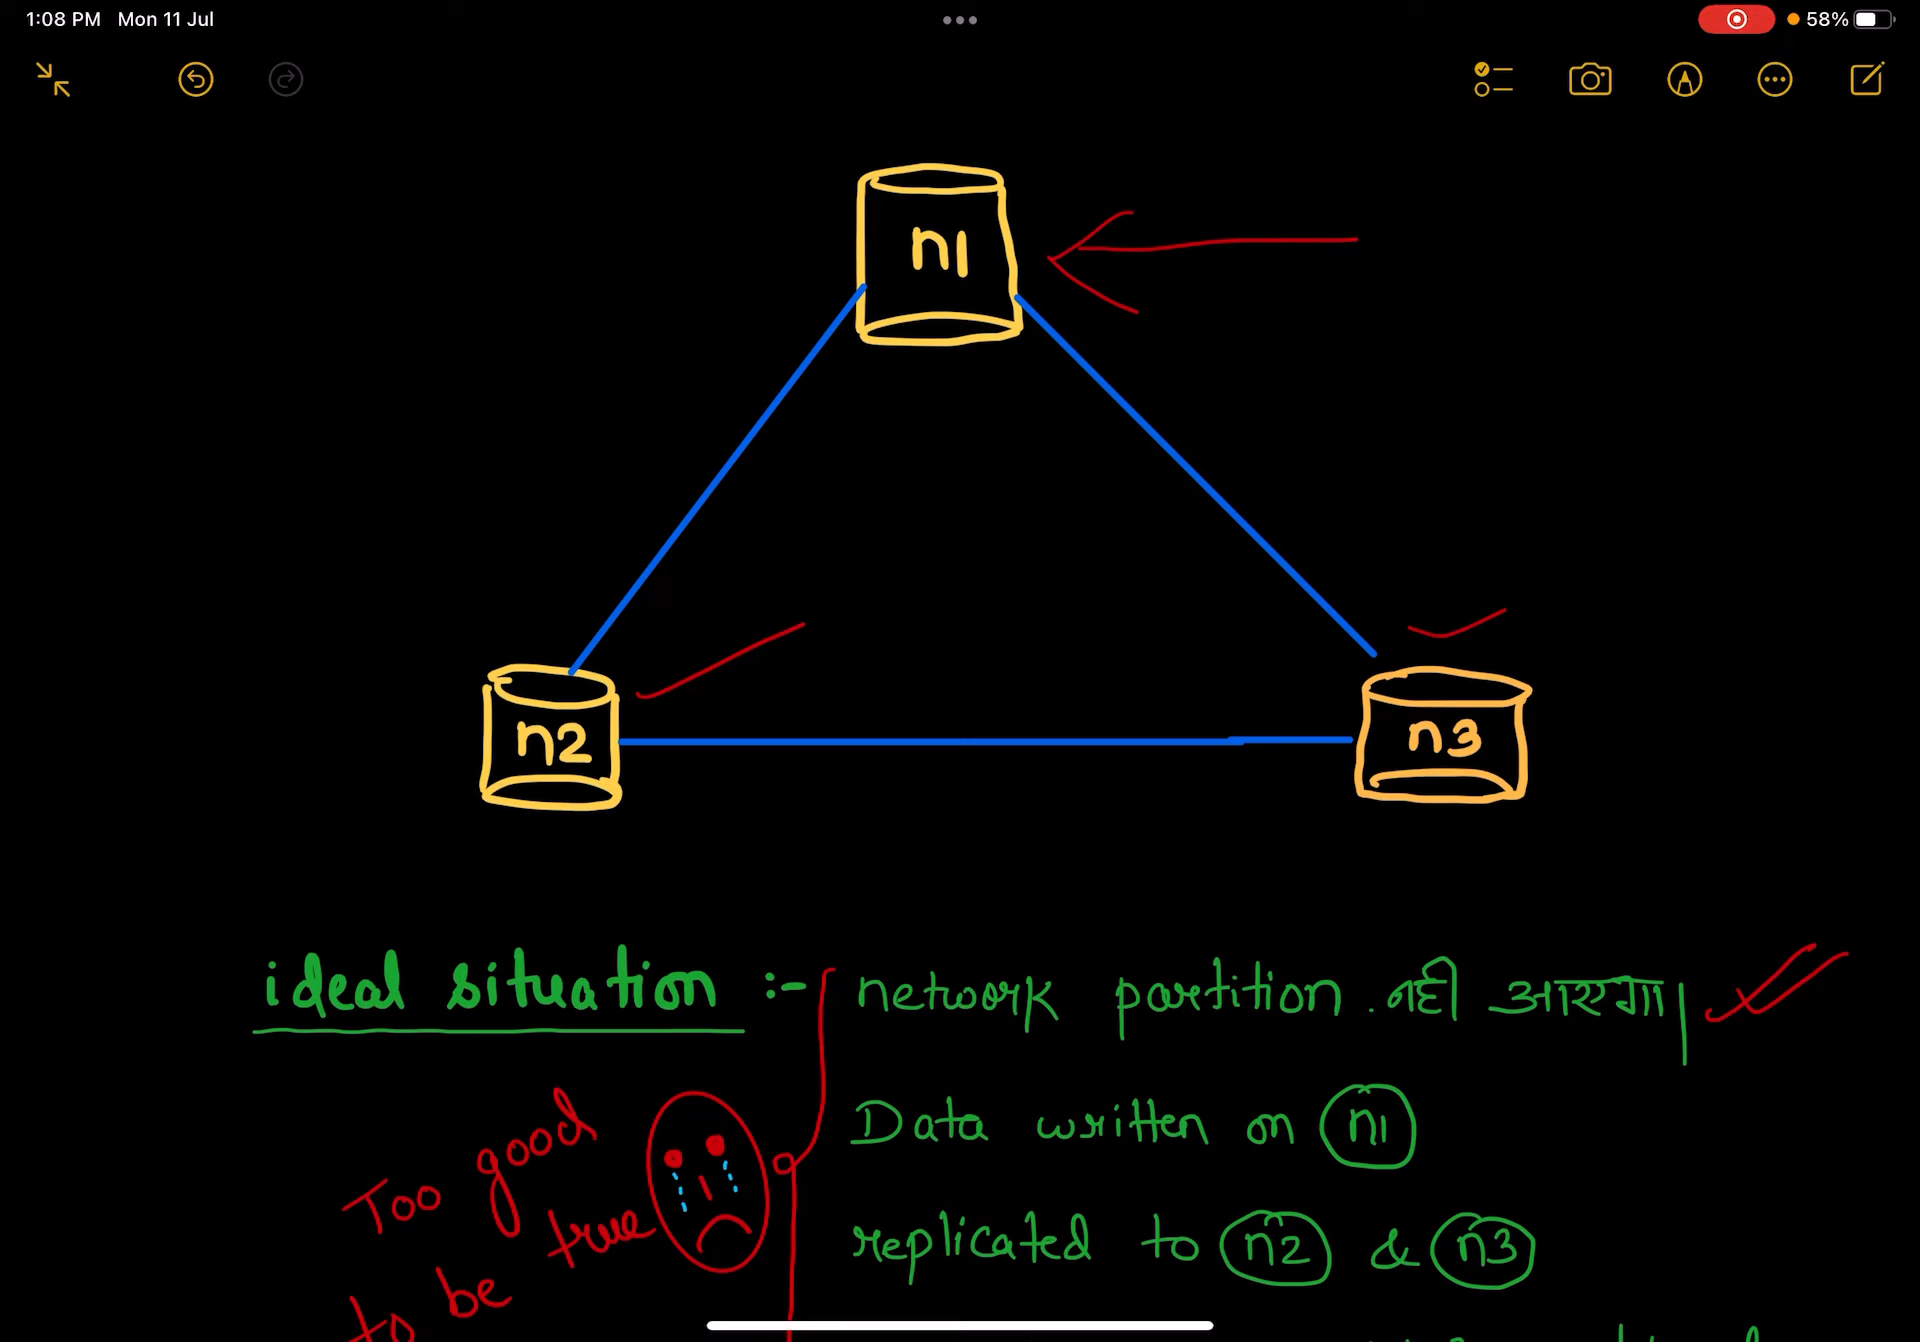 1:08 PM Mon 11 Jul
58%
n1
n2
n3
ideal situation :- network partition नही आएगा|
Data written on n1
replicated to n2 & n3
Too good
to be true